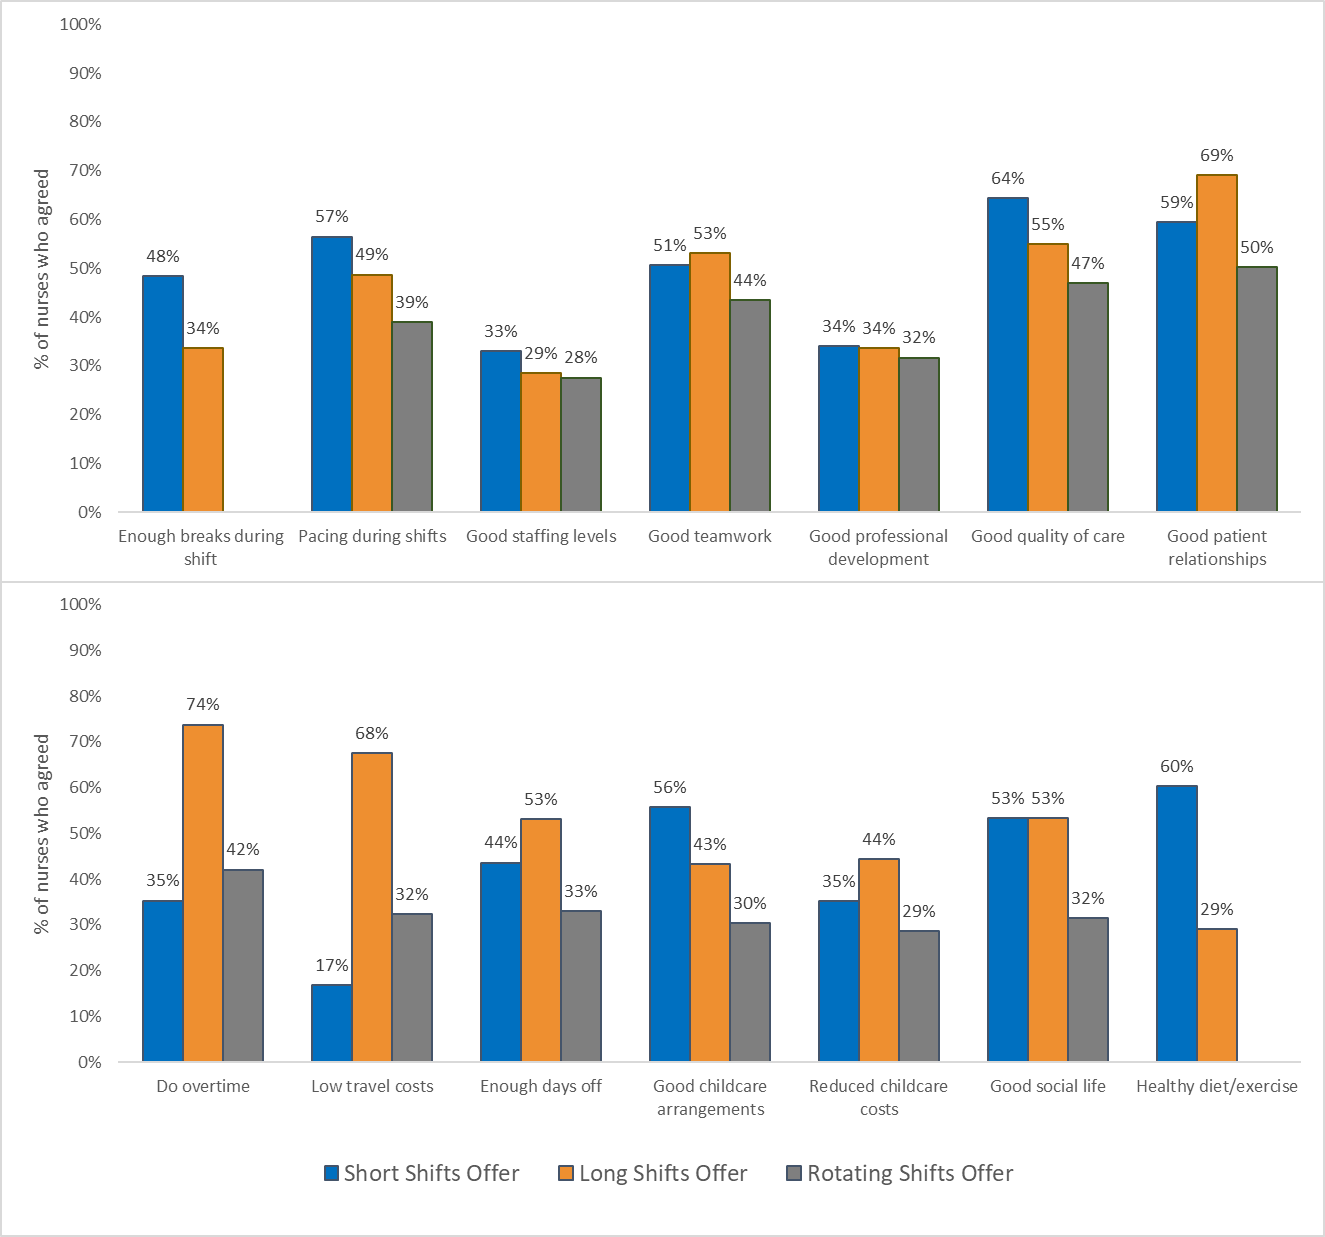 100%
90%
80%
70%
60%
50%
40%
30%
20%
10%
0%
% of nurses who agreed
48%
34%
57%
49%
39%
33%
29%
28%
51%
53%
44%
34%
34%
32%
64%
55%
47%
59%
69%
50%
Enough breaks during
shift
Pacing during shifts
Good staffing levels
Good teamwork
Good professional
development
Good quality of care
Good patient
relationships
100%
90%
80%
70%
60%
50%
40%
30%
20%
10%
0%
% of nurses who agreed
35%
74%
42%
17%
68%
32%
44%
53%
33%
56%
43%
30%
35%
44%
29%
53%
53%
32%
60%
29%
Do overtime
Low travel costs
Enough days off
Good childcare
arrangements
Reduced childcare
costs
Good social life
Healthy diet/exercise
Short Shifts Offer
Long Shifts Offer
Rotating Shifts Offer